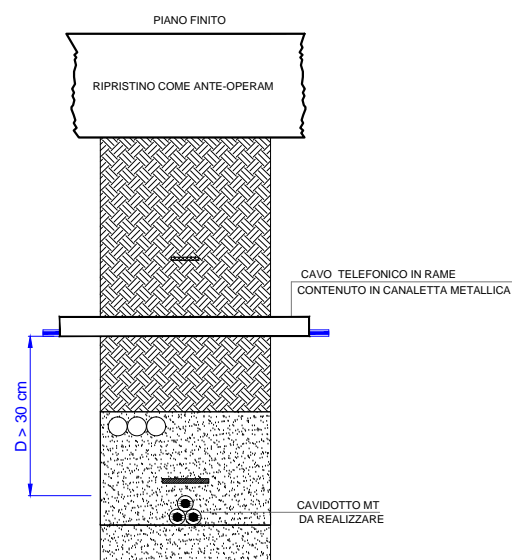 PIANO FINITO
RIPRISTINO COME ANTE-OPERAM
CAVO TELEFONICO IN RAME
CONTENUTO IN CANALETTA METALLICA
D > 30 cm
CAVIDOTTO MT
DA REALIZZARE